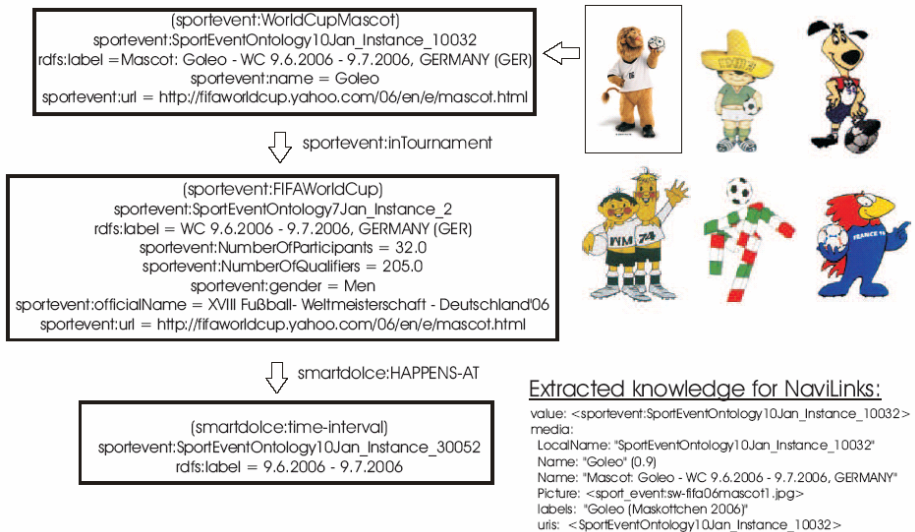 (sportevent:WorldCupMascot)
sportevent:SportEventOntology10Jan_Instance_10032
rdfs:label =Mascot: Goleo - WC 9.6.2006 - 9.7.2006, GERMANY (GER)
sportevent:name = Goleo
sportevent:url = http://fifaworldcup.yahoo.com/06/en/e/mascot.html
sportevent:inTournament
(sportevent:FIFAWorldCup)
sportevent:SportEventOntology7Jan_Instance_2
rdfs:label = WC 9.6.2006 - 9.7.2006, GERMANY (GER)
sportevent:NumberOfParticipants = 32.0
sportevent:NumberOfQualifiers = 205.0
sportevent:gender = Men
sportevent:officialName = XVIII Fußball- Weltmeisterschaft - Deutschland'06
sportevent:url = http://fifaworldcup.yahoo.com/06/en/e/mascot.html
smartdolce:HAPPENS-AT
(smartdolce:time-interval)
sportevent:SportEventOntology10Jan_Instance_30052
rdfs:label = 9.6.2006 - 9.7.2006
WM 74
FRANCE 98
Extracted knowledge for NaviLinks:
value: <sportevent:SportEventOntology10Jan_Instance_10032>
media:
LocalName: "SportEventOntology10Jan_Instance_10032"
Name: "Goleo" (0.9)
Name: "Mascot: Goleo - WC 9.6.2006 - 9.7.2006, GERMANY"
Picture: <sport_event:sw-fifa06mascot1.jpg>
labels: "Goleo (Maskottchen 2006)"
uris: <SportEventOntology10Jan_Instance_10032>